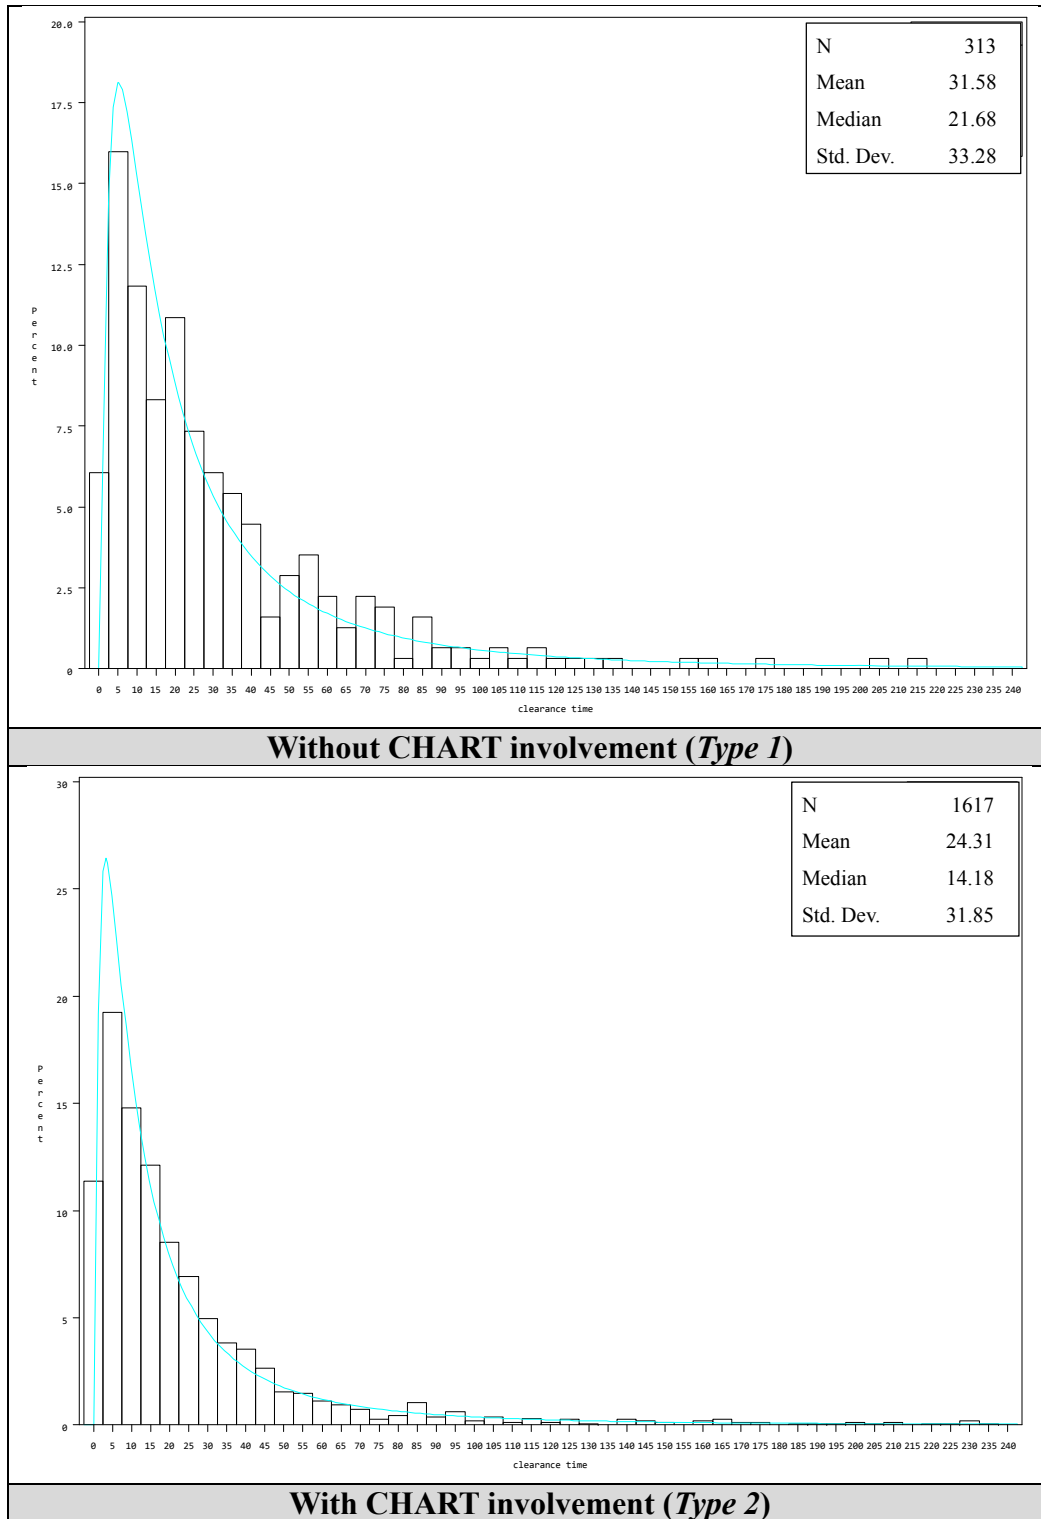 20.0
17.5
15.0
12.5
10.0
7.5
5.0
2.5
0
Percent
N 313
Mean 31.58
Median 21.68
Std. Dev. 33.28
0 5 10 15 20 25 30 35 40 45 50 55 60 65 70 75 80 85 90 95 100 105 110 115 120 125 130 135 140 145 150 155 160 165 170 175 180 185 190 195 200 205 210 215 220 225 230 235 240
clearance time
Without CHART involvement (Type 1)
30
25
20
15
10
5
0
Percent
N 1617
Mean 24.31
Median 14.18
Std. Dev. 31.85
0 5 10 15 20 25 30 35 40 45 50 55 60 65 70 75 80 85 90 95 100 105 110 115 120 125 130 135 140 145 150 155 160 165 170 175 180 185 190 195 200 205 210 215 220 225 230 235 240
clearance time
With CHART involvement (Type 2)